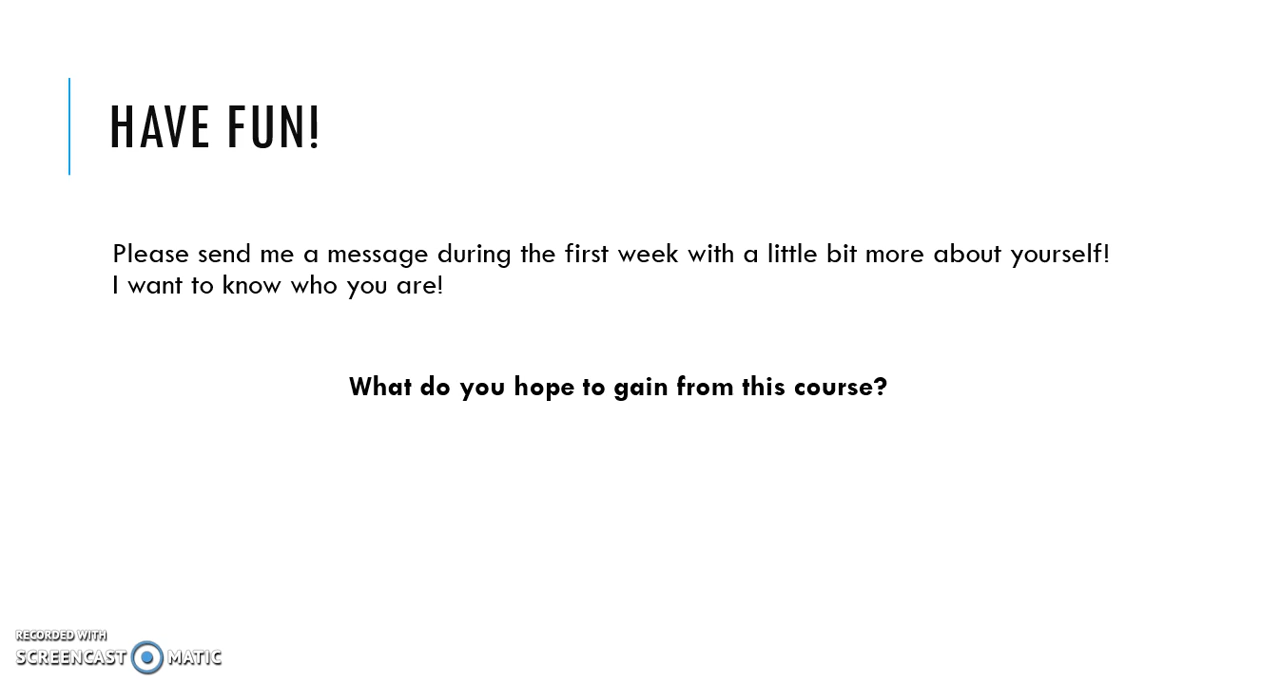 HAVE FUN!
Please send me a message during the first week with a little bit more about yourself!
I want to know who you are!
What do you hope to gain from this course?
RECORDED WITH
SCREENCAST MATIC